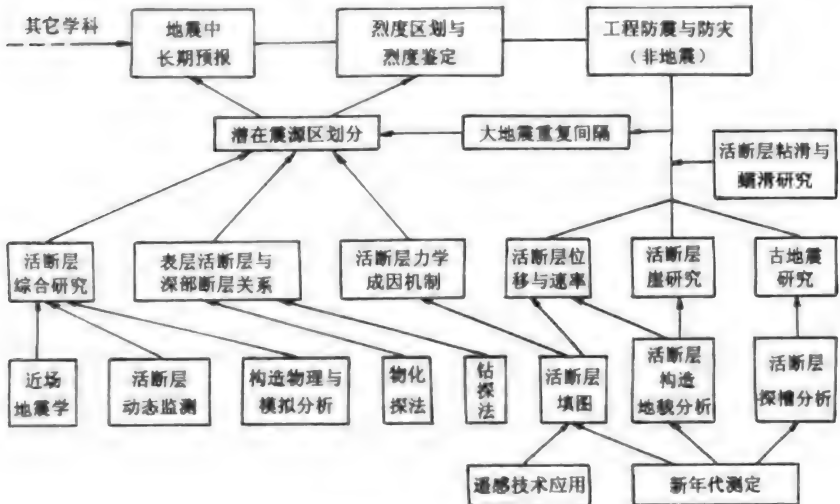 其它学科
地震中
长期预报
烈度区划与
烈度鉴定
工程防震与防灾
（非地震）
潜在震源区划分
大地震重复间隔
活断层粘滑与
蠕滑研究
活断层
综合研究
表层活断层与
深部断层关系
活断层力学
成因机制
活断层位
移与速率
活断层
崖研究
古地震
研究
近场
地震学
活断层
动态监测
构造物理与
模拟分析
物化
探法
钻
探
法
活断层
填图
活断层
构造
地貌分析
活断层
探槽分析
遥感技术应用
新年代测定